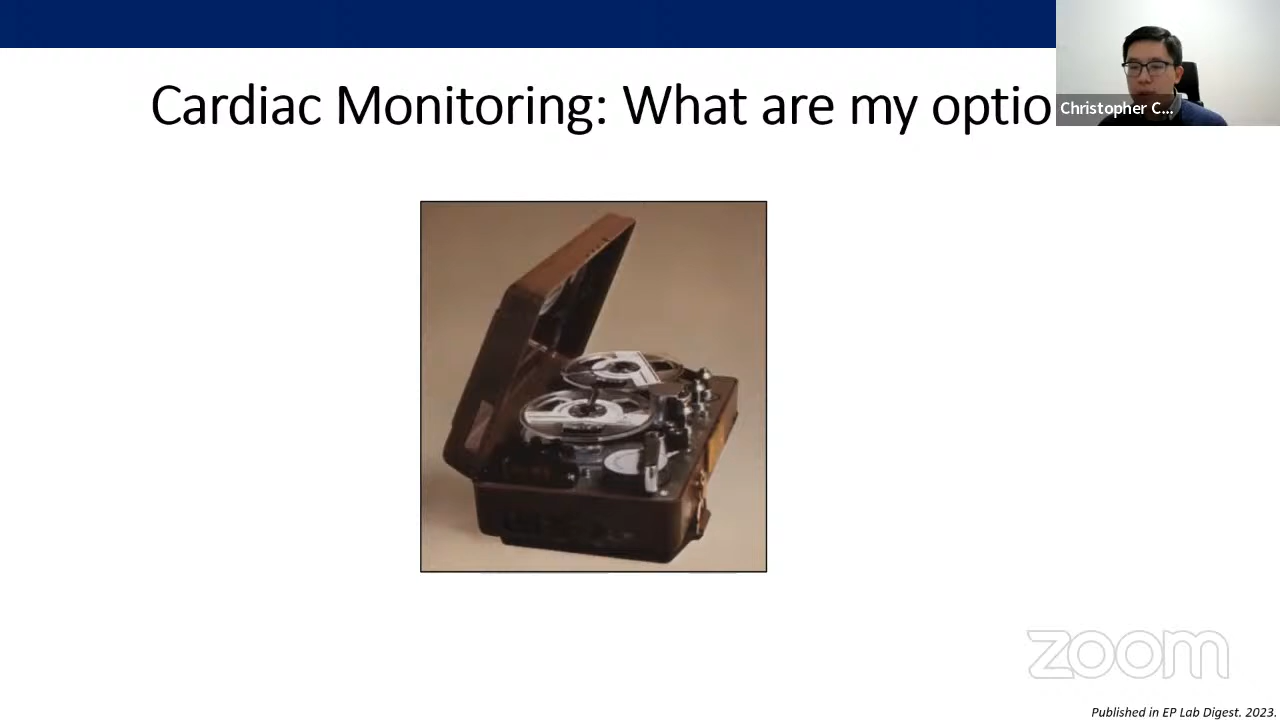 Cardiac Monitoring: What are my optio
Christopher C...
zoom
Published in EP Lab Digest. 2023.